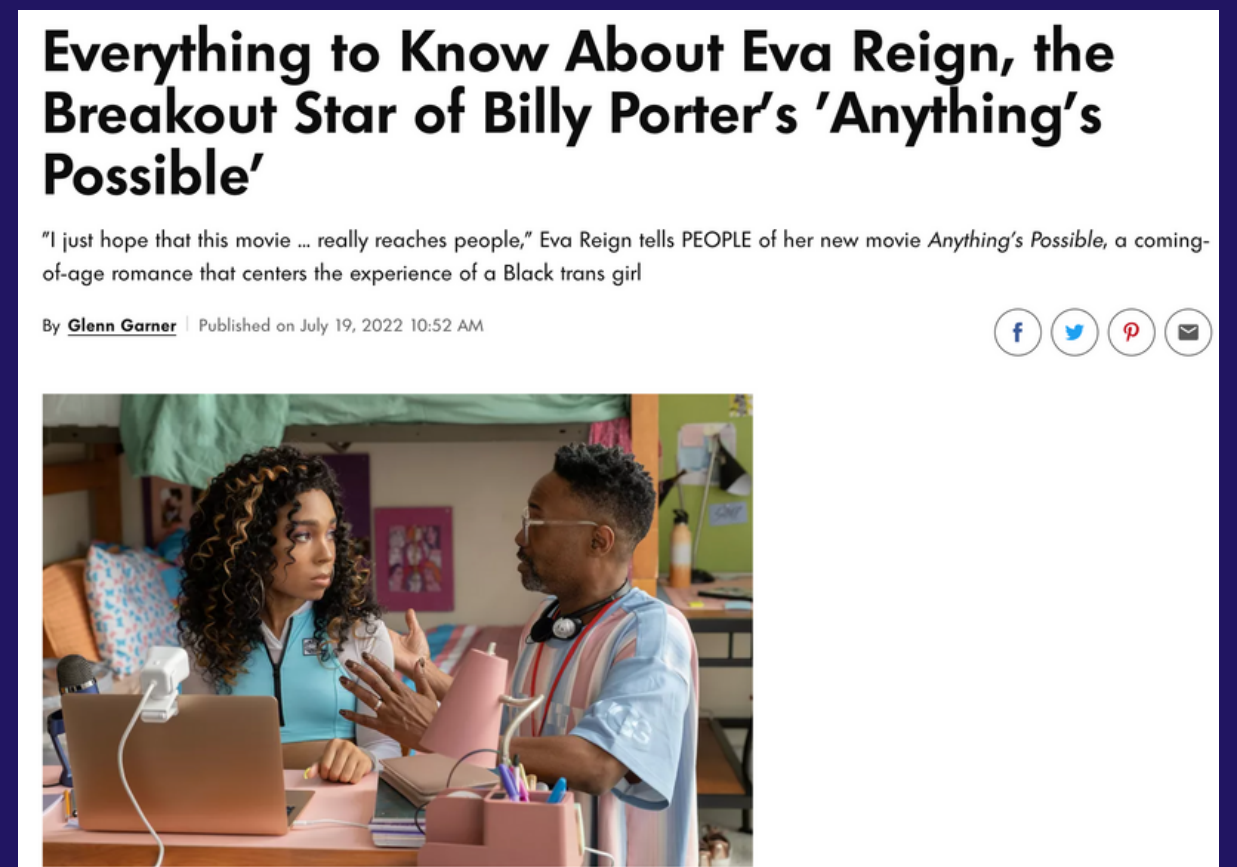 Everything to Know About Eva Reign, the
Breakout Star of Billy Porter's 'Anything's
Possible'
"I just hope that this movie ... really reaches people," Eva Reign tells PEOPLE of her new movie Anything's Possible, a coming-
of-age romance that centers the experience of a Black trans girl
By Glenn Garner | Published on July 19, 2022 10:52 AM